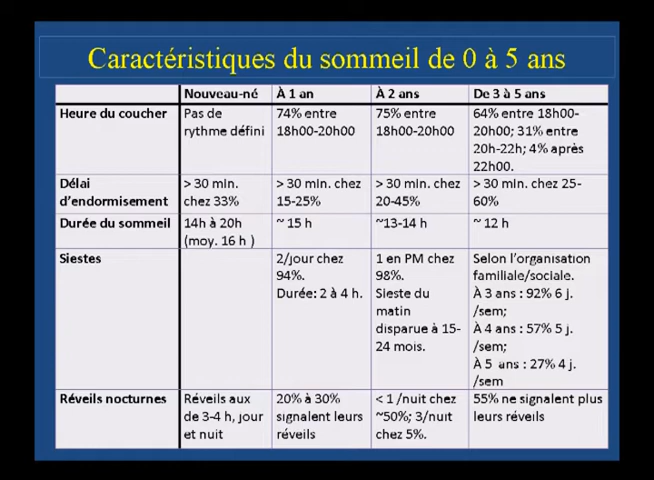 Caractéristiques du sommeil de 0 à 5 ans
Nouveau-né
À 1 an
À 2 ans
De 3 à 5 ans
Heure du coucher
Pas de
rythme défini
74% entre
18h00-20h00
75% entre
18h00-20h00
64% entre 18h00-
20h00; 31% entre
20h-22h; 4% après
22h00.
Délai
d'endormisement
> 30 min.
chez 33%
> 30 min. chez
15-25%
> 30 min. chez
20-45%
> 30 min. chez 25-
60%
Durée du sommeil
14h à 20h
(moy. 16 h )
~ 15 h
~13-14 h
~ 12 h
Siestes
2/jour chez
94%.
Durée: 2 à 4 h.
1 en PM chez
98%.
Sieste du
matin
disparue à 15-
24 mois.
Selon l'organisation
familiale/sociale.
À 3 ans : 92% 6 j.
/sem;
À 4 ans : 57% 5 j.
/sem;
À 5 ans : 27% 4 j.
/sem
Réveils nocturnes
Réveils aux
de 3-4 h, jour
et nuit
20% à 30%
signalent leurs
réveils
< 1 /nuit chez
~50%; 3/nuit
chez 5%.
55% ne signalent plus
leurs réveils